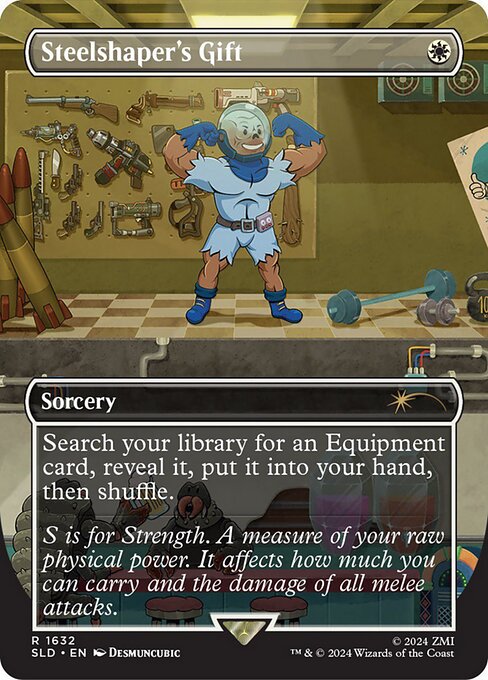 Steelshaper's Gift
Sorcery
Search your library for an Equipment
card, reveal it, put it into your hand,
then shuffle.
S is for Strength. A measure of your raw
physical power. It affects how much you
can carry and the damage of all melee
attacks.
R 1632
SLD • EN DESMUNCUBIC
© 2024 ZMI
™ & © 2024 Wizards of the Coast
10